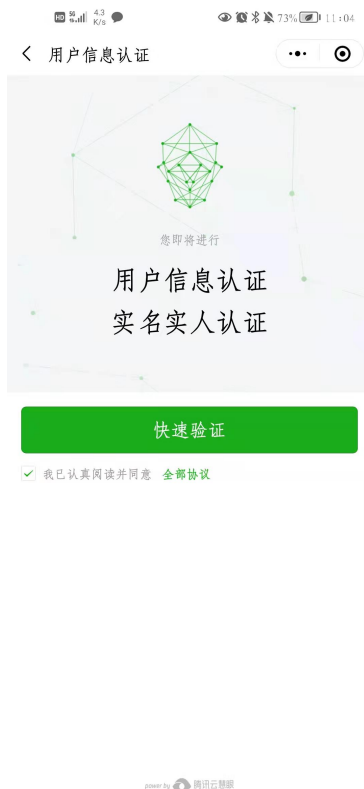 HD 5G 4.3 K/s 73% 11:04
用户信息认证
您即将进行
用户信息认证
实名实人认证
快速验证
我已认真阅读并同意 全部协议
power by 腾讯云慧眼